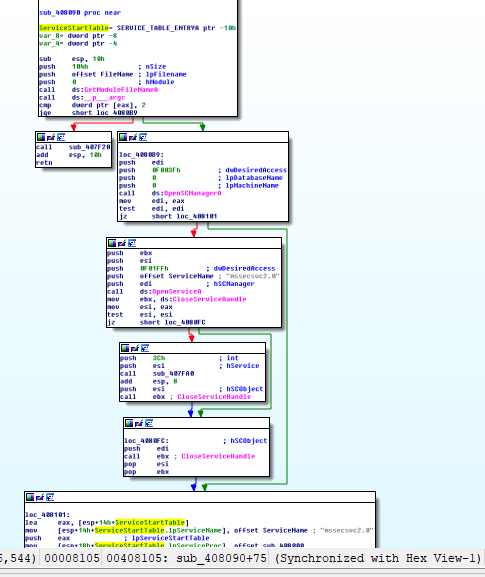 sub_408090 proc near
ServiceStartTable= SERVICE_TABLE_ENTRYA ptr -10h
var_8= dword ptr -8
var_4= dword ptr -4
sub esp, 10h
push 104h ; nSize
push offset FileName ; lpFilename
push 0 ; hModule
call ds:GetModuleFileNameA
call ds:__p___argc
cmp dword ptr [eax], 2
jge short loc_4080B9
call sub_407F20
add esp, 10h
retn
loc_4080B9:
push edi
push 0F003Fh ; dwDesiredAccess
push 0 ; lpDatabaseName
push 0 ; lpMachineName
call ds:OpenSCManagerA
mov edi, eax
test edi, edi
jz short loc_408101
push ebx
push esi
push 0F01FFh ; dwDesiredAccess
push offset ServiceName ; "mssecsvc2.0"
push edi ; hSCManager
call ds:OpenServiceA
mov ebx, ds:CloseServiceHandle
mov esi, eax
test esi, esi
jz short loc_4080FC
push 3Ch ; int
push esi ; hService
call sub_407FA0
add esp, 8
push esi ; hSCObject
call ebx ; CloseServiceHandle
loc_4080FC: ; hSCObject
push edi
call ebx ; CloseServiceHandle
pop esi
pop ebx
loc_408101:
lea eax, [esp+14h+ServiceStartTable]
mov [esp+14h+ServiceStartTable.lpServiceName], offset ServiceName ; "mssecsvc2.0"
push eax ; lpServiceStartTable
mov [esp+18h+ServiceStartTable.lpServiceProc], offset sub_408000
5,544) 00008105 00408105: sub_408090+75 (Synchronized with Hex View-1)